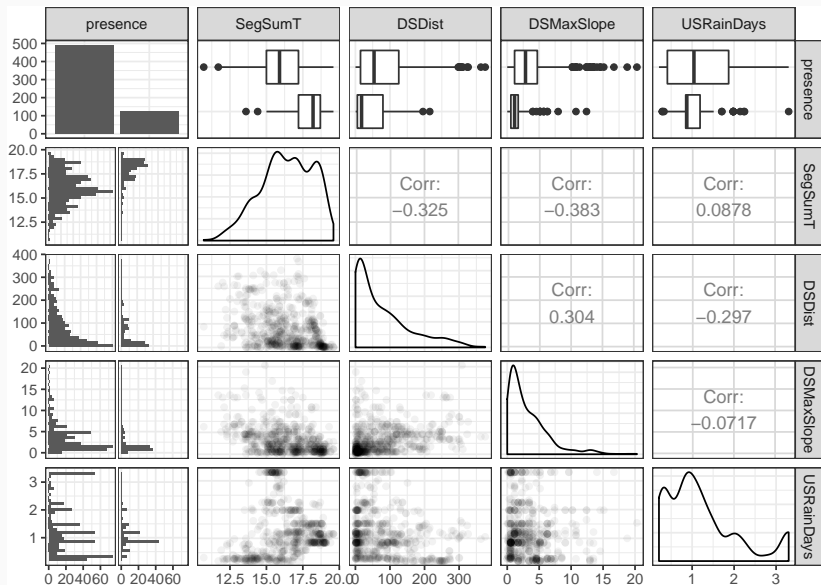 presence SegSumT DSDist DSMaxSlope USRainDays
500
400
300
200
100
0
presence
20.0
17.5
15.0
12.5
Corr:
−0.325
Corr:
−0.383
Corr:
0.0878
SegSumT
400
300
200
100
0
Corr:
0.304
Corr:
−0.297
DSDist
20
15
10
5
0
Corr:
−0.0717
DSMaxSlope
3
2
1
USRainDays
0 204060 0 204060 12.5 15.0 17.5 20.0 0 100 200 300 0 5 10 15 20 1 2 3